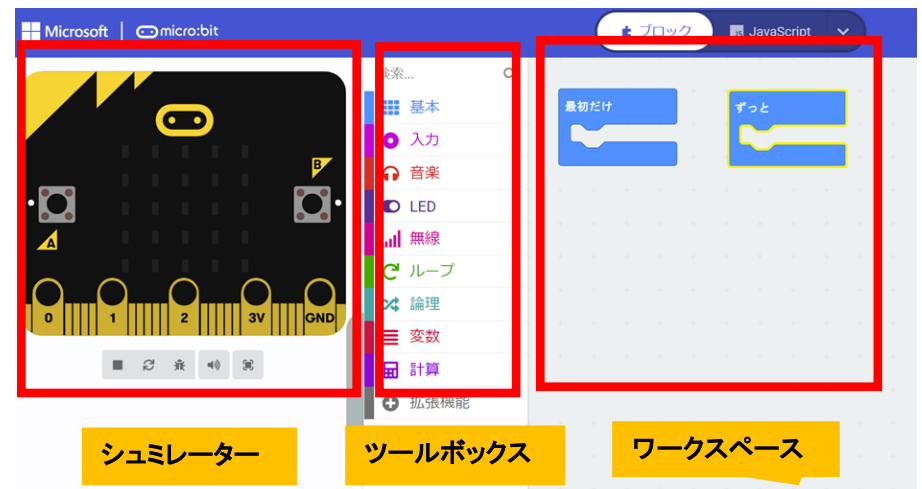 Microsoft micro:bit
ブロック JavaScript
検索...
基本
入力
音楽
LED
無線
ループ
論理
変数
計算
拡張機能
最初だけ
ずっと
B
A
0 1 2 3V GND
シュミレーター
ツールボックス
ワークスペース